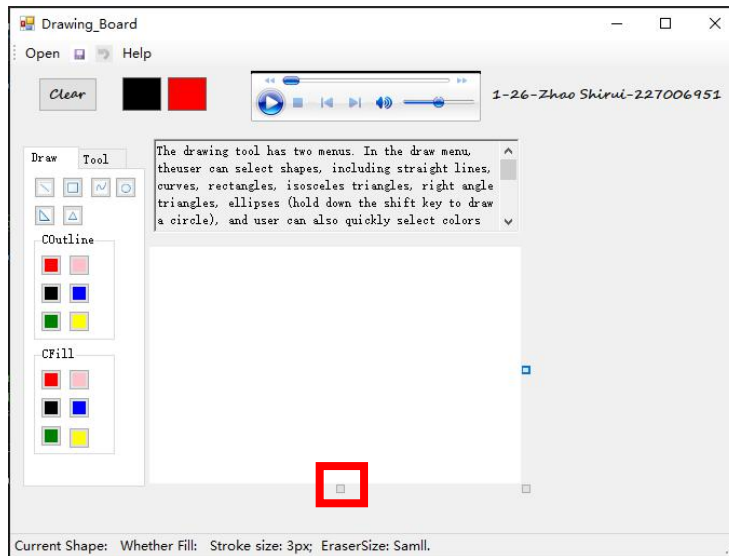 Drawing_Board
Open Help
Clear
1-26-Zhao Shirui-227006951
Draw Tool
The drawing tool has two menus. In the draw menu,
theuser can select shapes, including straight lines,
curves, rectangles, isosceles triangles, right angle
triangles, ellipses (hold down the shift key to draw
a circle), and user can also quickly select colors
COutline
CFill
Current Shape: Whether Fill: Stroke size: 3px; EraserSize: Samll.